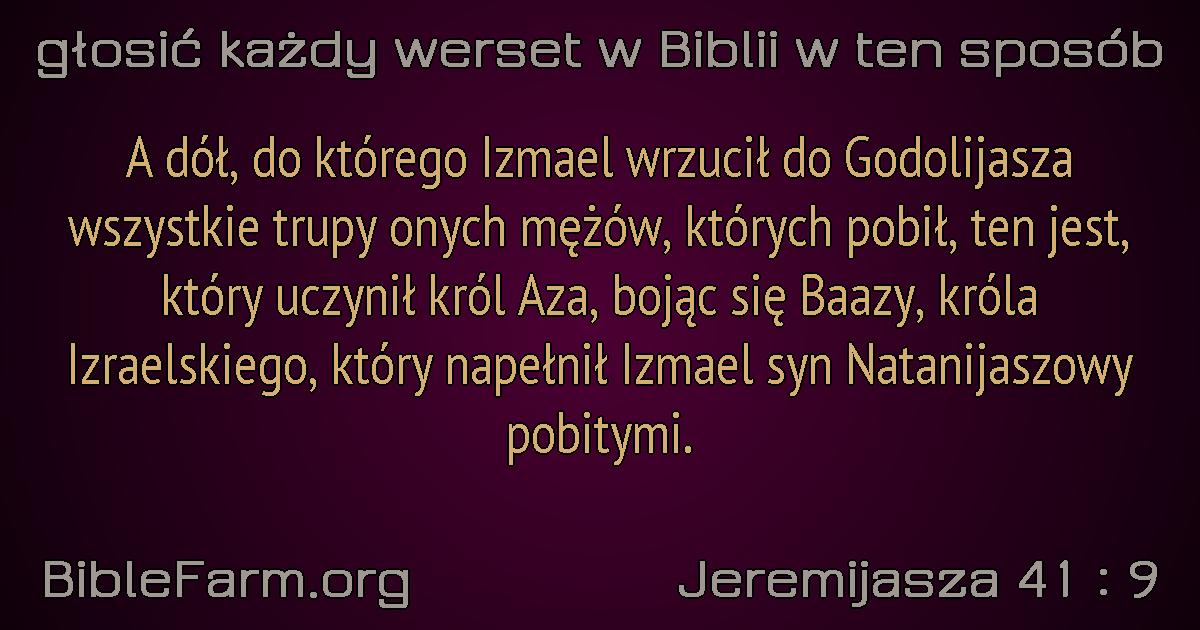 głosić każdy werset w Biblii w ten sposób
A dół, do którego Izmael wrzucił do Godolijasza
wszystkie trupy onych mężów, których pobił, ten jest,
który uczynił król Aza, bojąc się Baazy, króla
Izraelskiego, który napełnił Izmael syn Natanijaszowy
pobitymi.
BibleFarm.org
Jeremijasza 41 : 9